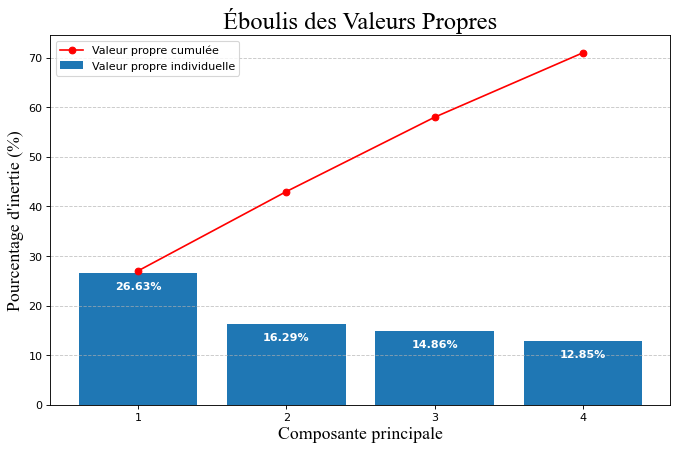 Éboulis des Valeurs Propres
Valeur propre cumulée
Valeur propre individuelle
Pourcentage d'inertie (%)
70
60
50
40
30
20
10
0
26.63%
16.29%
14.86%
12.85%
1 2 3 4
Composante principale